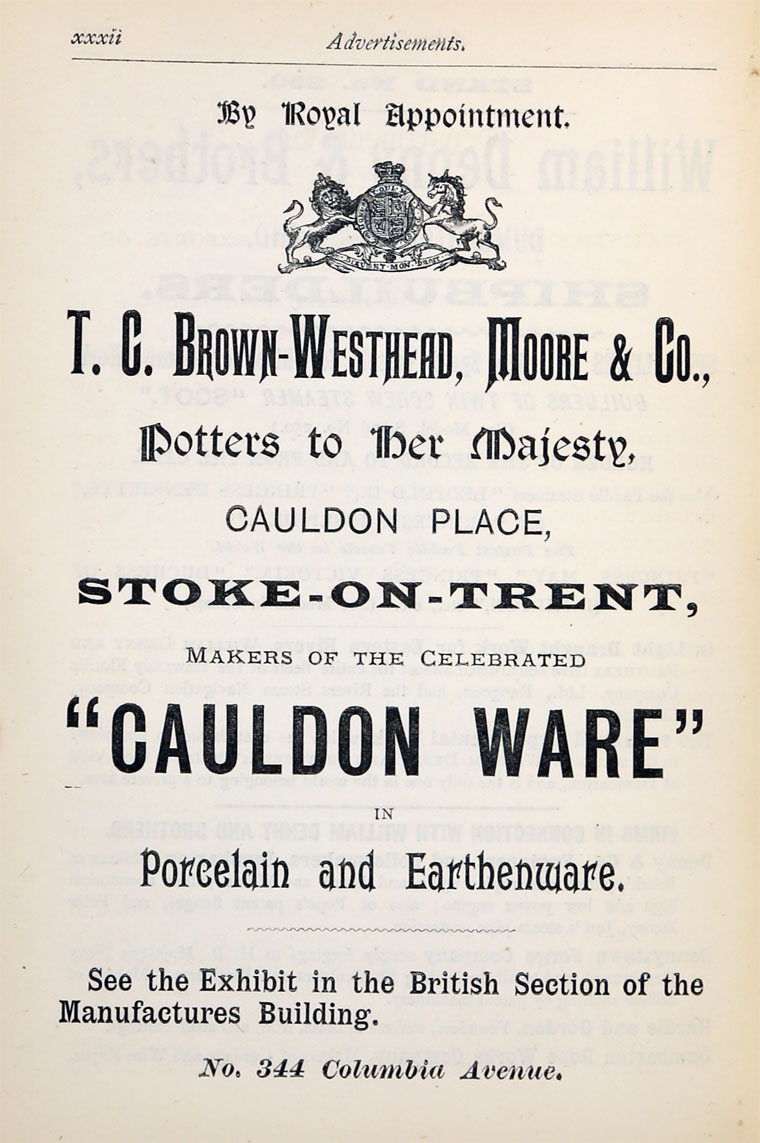 xxxii
Advertisements.
By Royal Appointment.
T. C. Brown-Westhead, Moore & Co.,
Potters to Her Majesty,
CAULDON PLACE,
STOKE-ON-TRENT,
Makers of the Celebrated
“CAULDON WARE”
IN
Porcelain and Earthenware.
See the Exhibit in the British Section of the
Manufactures Building.
No. 344 Columbia Avenue.